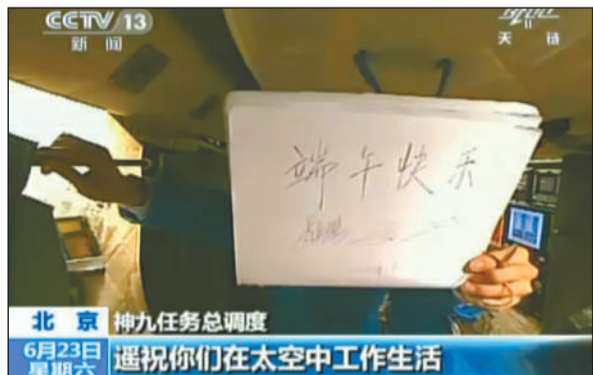 CCTV 13
新闻
天链
端午快乐
北京 神九任务总调度
6月23日
星期六
遥祝你们在太空中工作生活